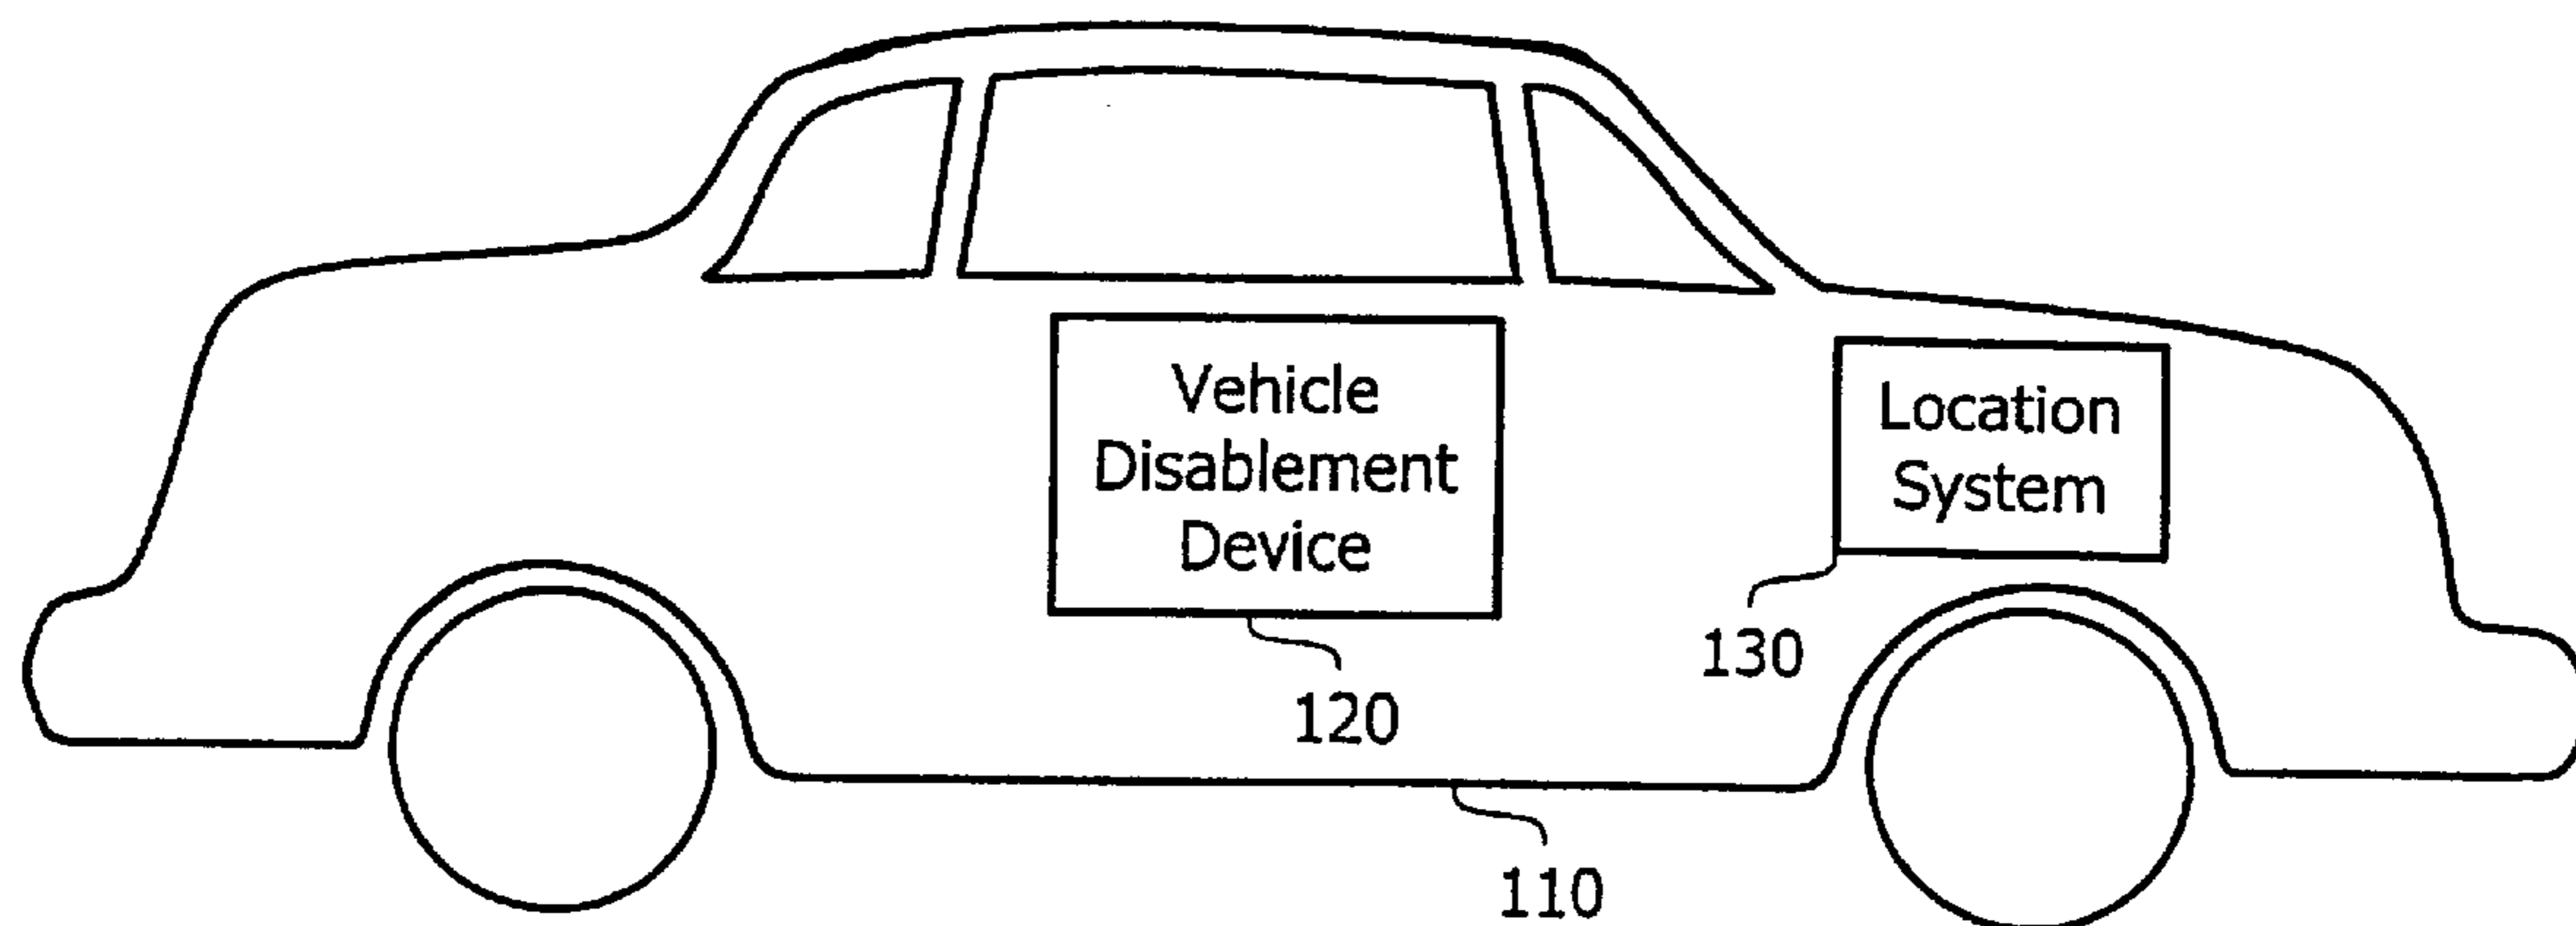 Vehicle
Disablement
Device
Location
System
130
120
110